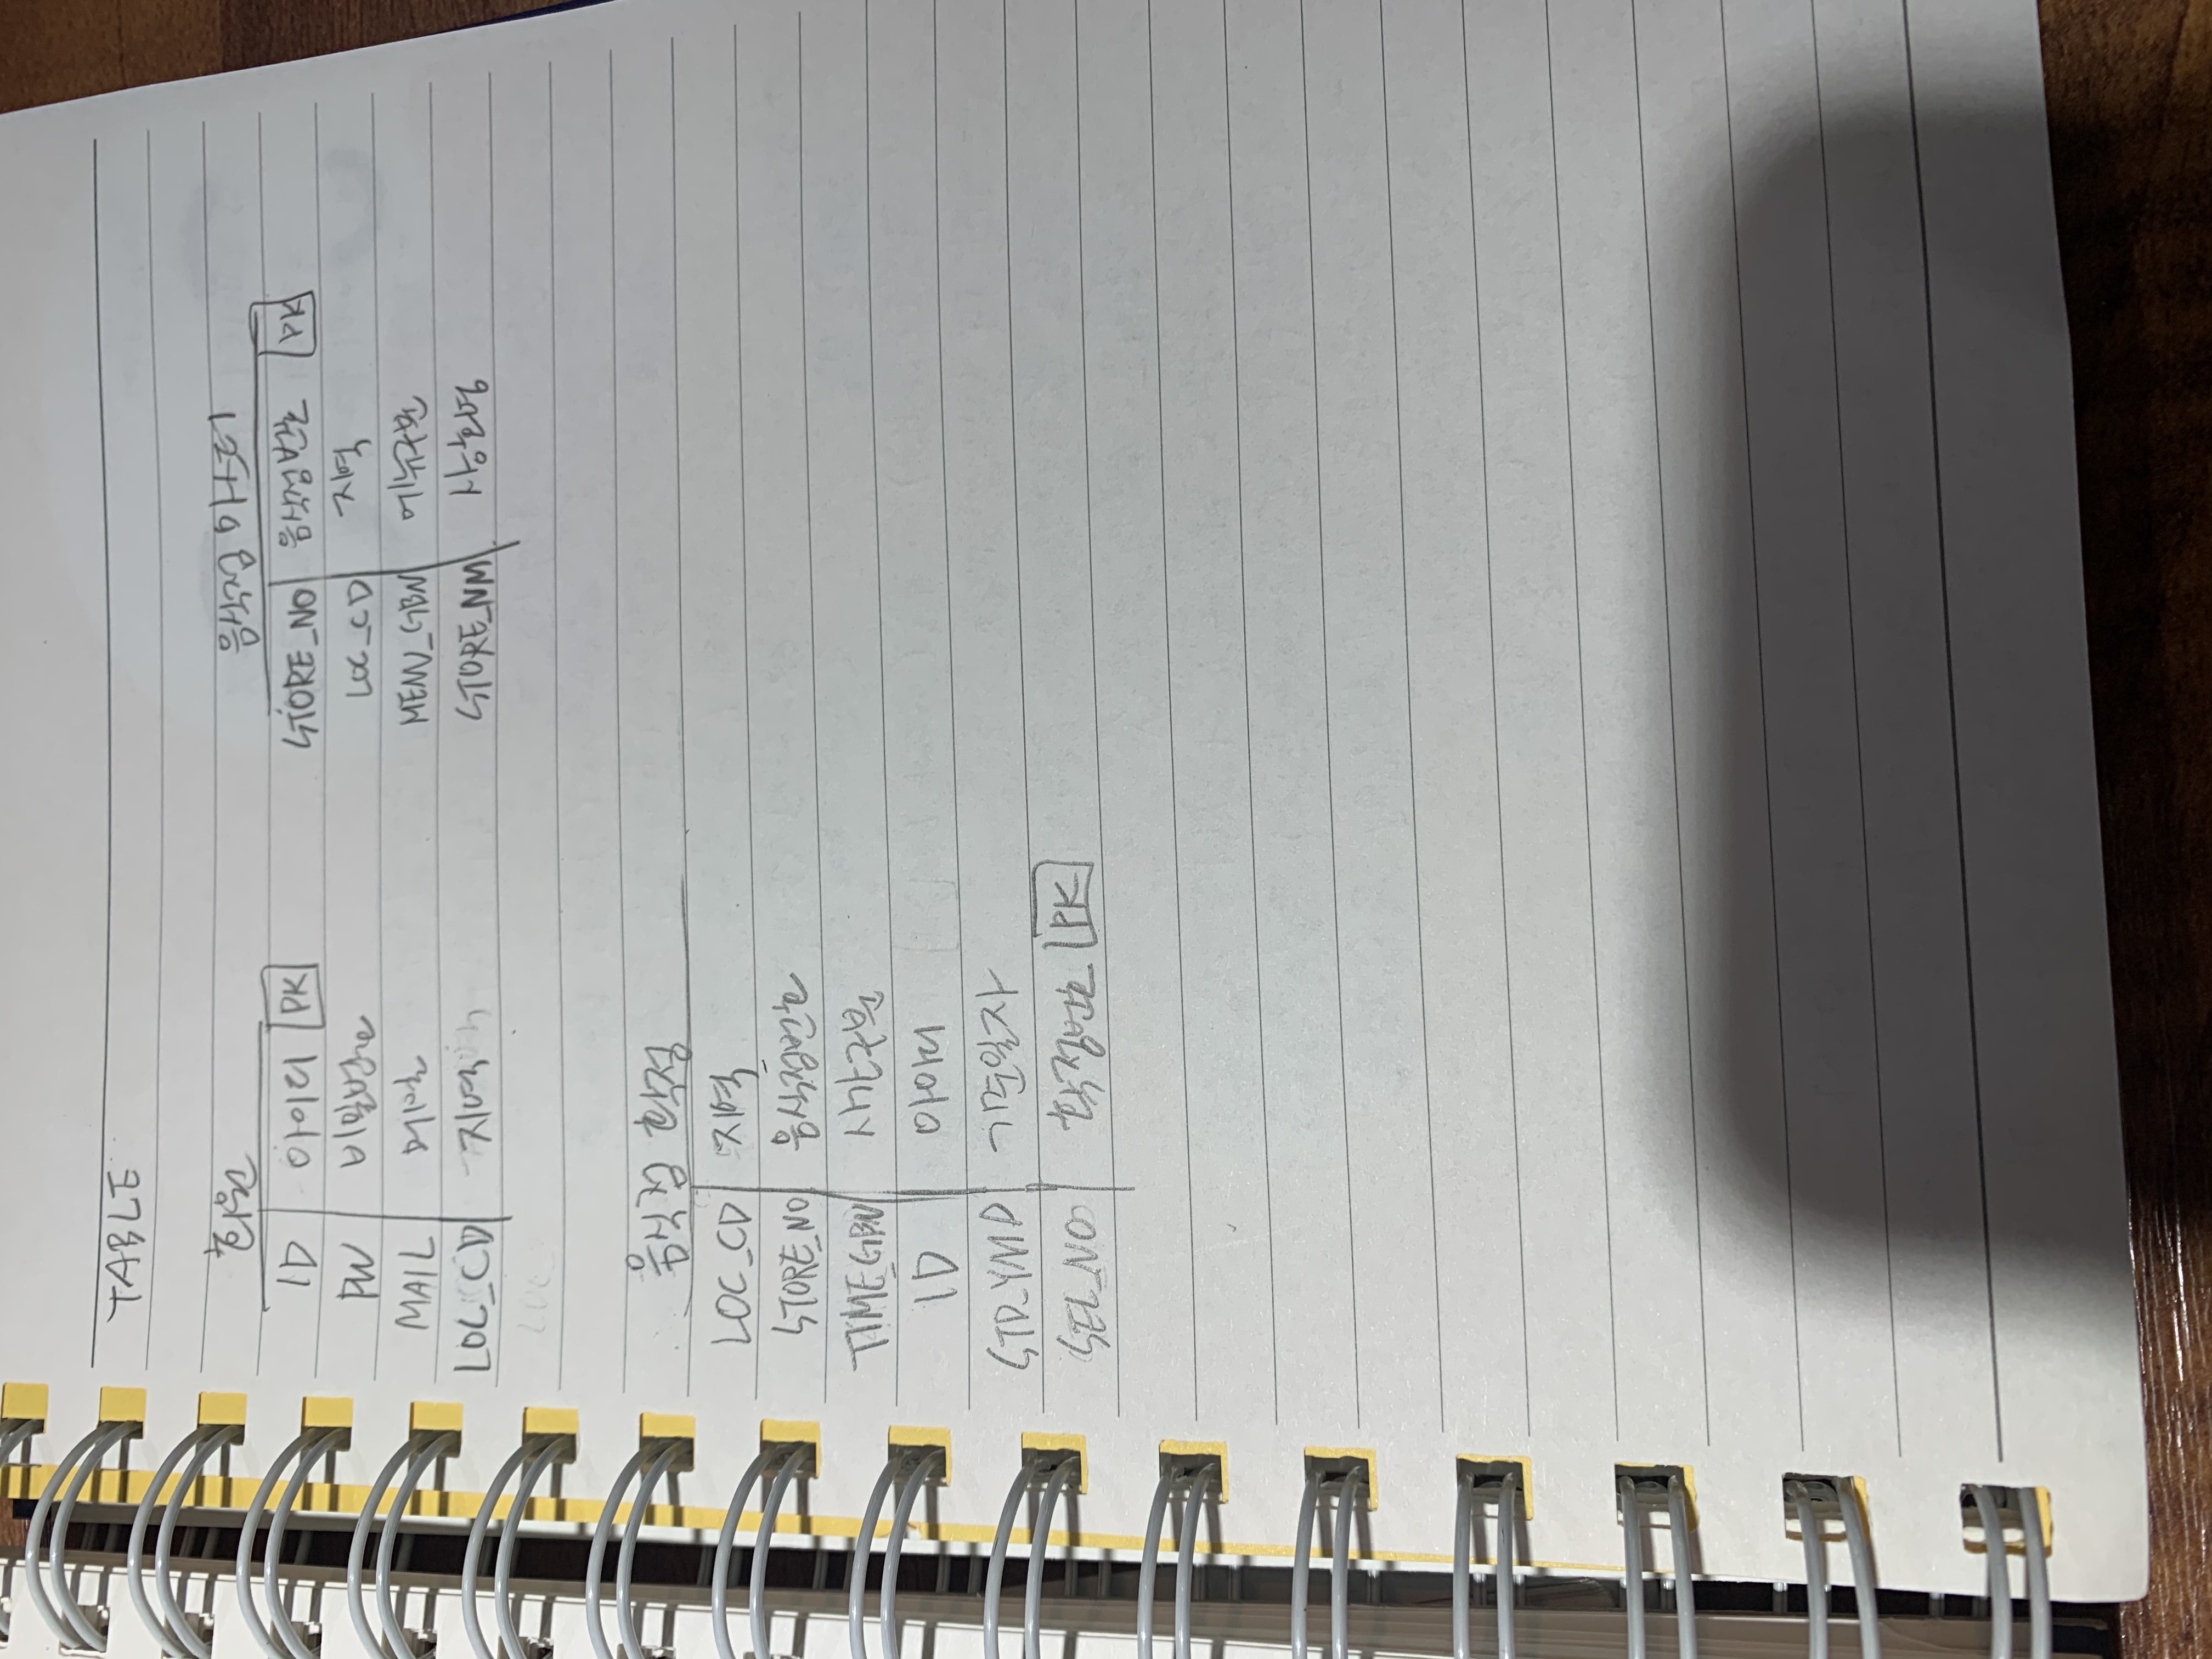 TABLE
회원
ID 아이디 PK
PW 비밀번호
MAIL 메일
LOC_CD 지역
음식점 마스터
STORE_NO 음식점번호 PK
LOC_CD 지역
MENU_GBN 메뉴구분
STORE_NM 상호명
음식점 확정
LOC_CD 지역
STORE_NO 음식점번호
TIME_GBN 시간구분
ID 아이디
STD_YMD 기준일자
SEL_NO 확정번호 PK